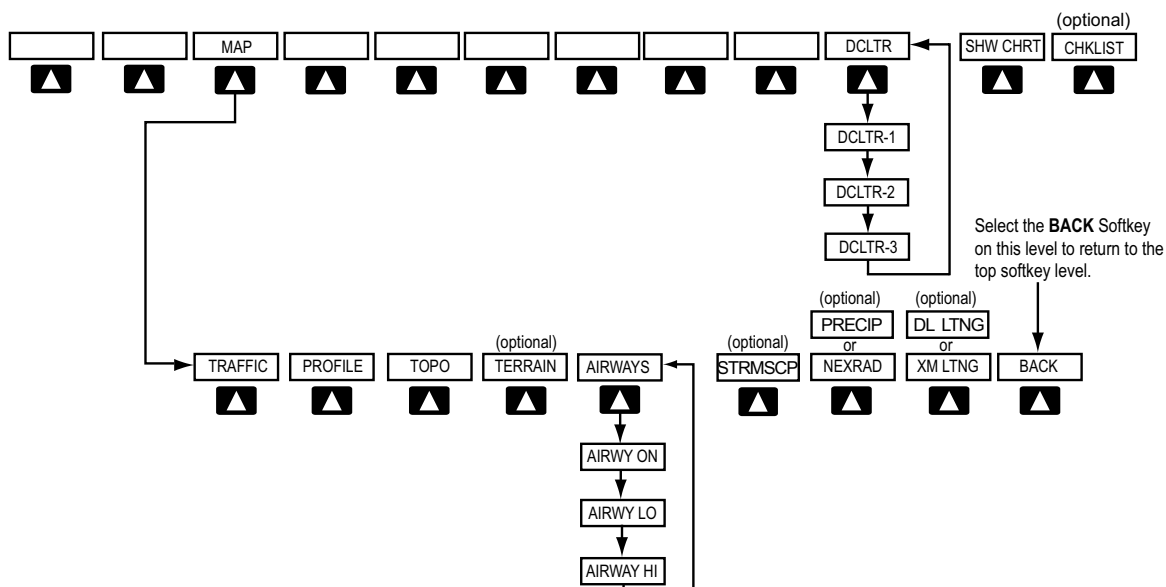 (optional)
MAP
DCLTR
SHW CHRT
CHKLIST
DCLTR-1
DCLTR-2
DCLTR-3
Select the BACK Softkey
on this level to return to the
top softkey level.
(optional)
(optional)
PRECIP
DL LTNG
(optional)
(optional)
or
or
TRAFFIC
PROFILE
TOPO
TERRAIN
AIRWAYS
STRMSCP
NEXRAD
XM LTNG
BACK
AIRWY ON
AIRWY LO
AIRWAY HI